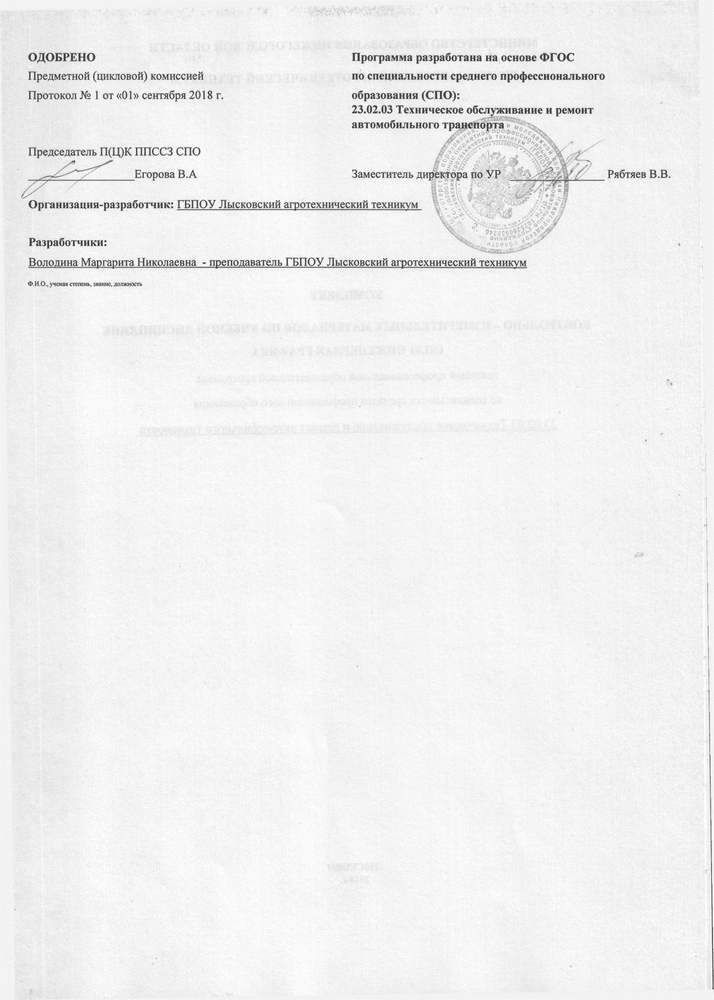 ОДОБРЕНО
Предметной (цикловой) комиссией
Протокол № 1 от «01» сентября 2018 г.
Председатель П(Ц)К ППССЗ СПО
Егорова В.А
Программа разработана на основе ФГОС
по специальности среднего профессионального
образования (СПО):
23.02.03 Техническое обслуживание и ремонт
автомобильного транспорта
Заместитель директора по УР Рябтяев В.В.
Организация-разработчик: ГБПОУ Лысковский агротехнический техникум
Разработчики:
Володина Маргарита Николаевна - преподаватель ГБПОУ Лысковский агротехнический техникум
Ф.И.О., ученая степень, звание, должность